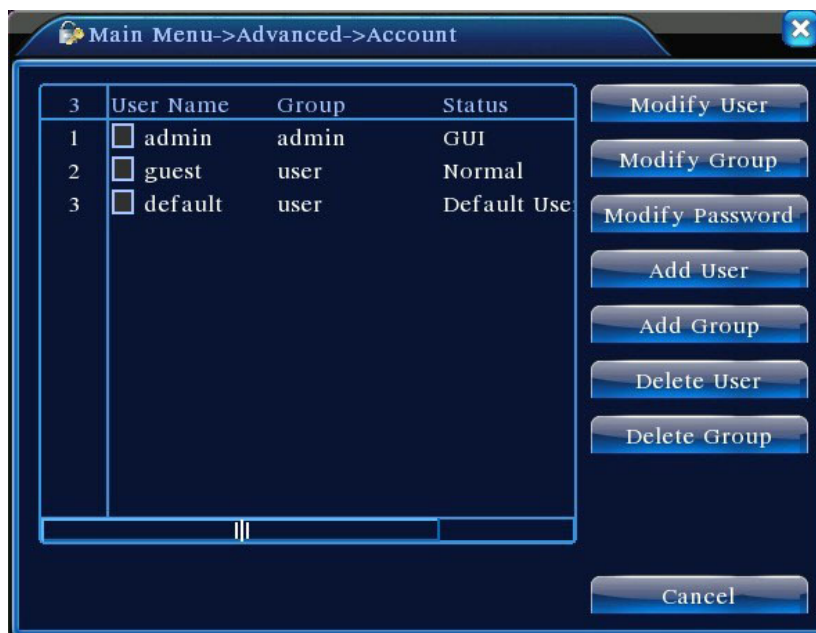 Main Menu->Advanced->Account
3 User Name Group Status
1 admin admin GUI
2 guest user Normal
3 default user Default Use
Modify User
Modify Group
Modify Password
Add User
Add Group
Delete User
Delete Group
Cancel